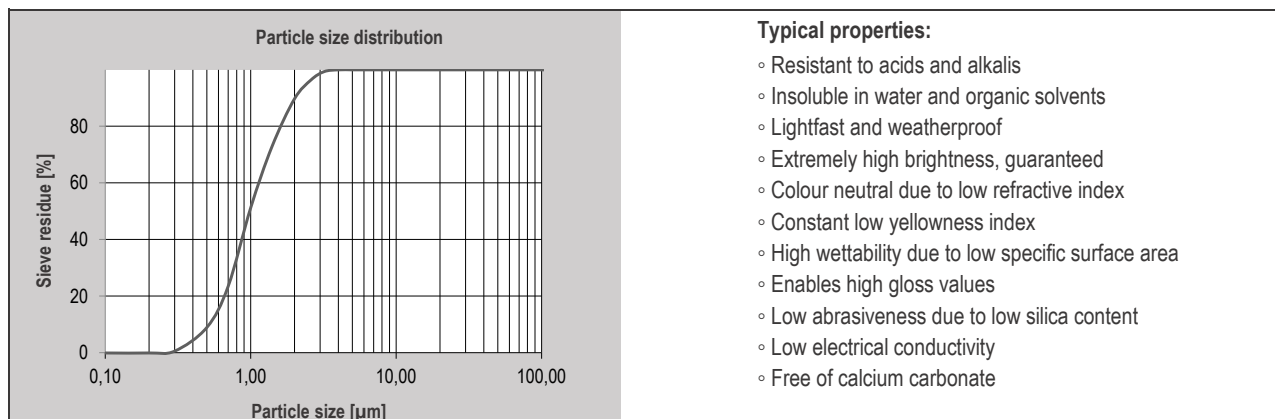 Particle size distribution
Sieve residue [%]
80
60
40
20
0
0,10
1,00
10,00
100,00
Particle size [µm]
Typical properties:
◦ Resistant to acids and alkalis
◦ Insoluble in water and organic solvents
◦ Lightfast and weatherproof
◦ Extremely high brightness, guaranteed
◦ Colour neutral due to low refractive index
◦ Constant low yellowness index
◦ High wettability due to low specific surface area
◦ Enables high gloss values
◦ Low abrasiveness due to low silica content
◦ Low electrical conductivity
◦ Free of calcium carbonate